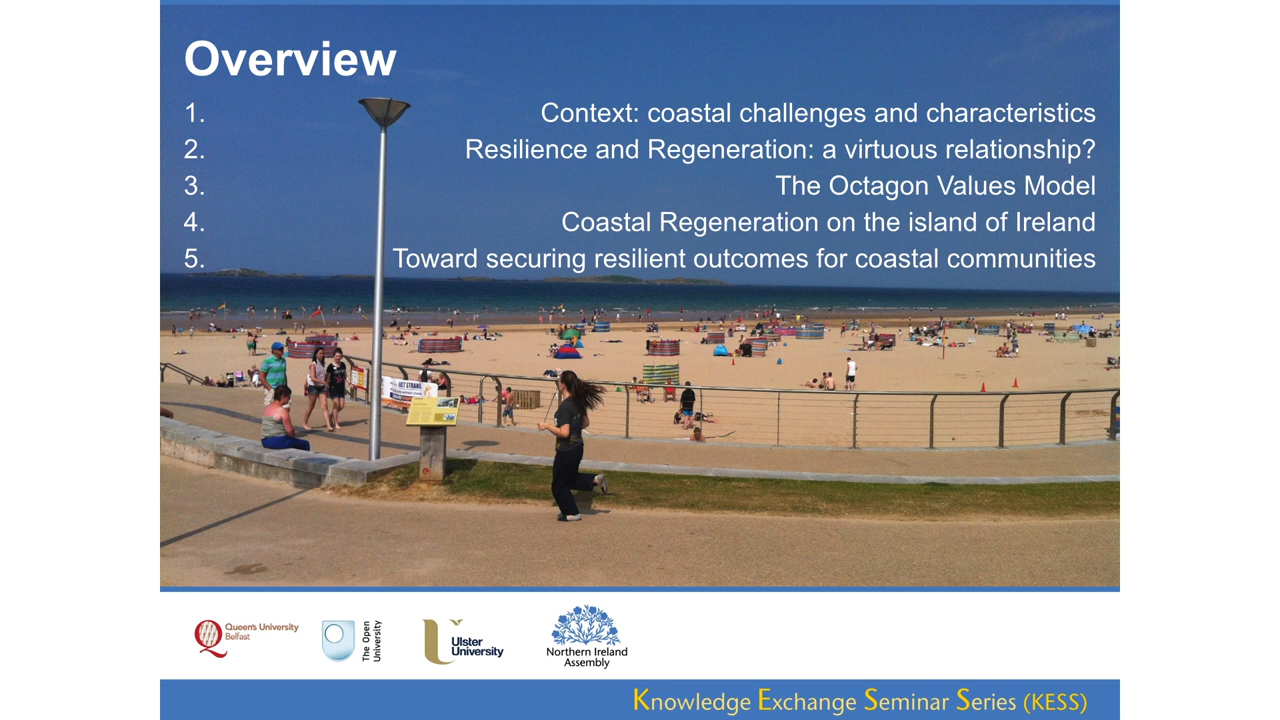 Overview
1. Context: coastal challenges and characteristics
2. Resilience and Regeneration: a virtuous relationship?
3. The Octagon Values Model
4. Coastal Regeneration on the island of Ireland
5. Toward securing resilient outcomes for coastal communities
Queen's University
Belfast
The Open
University
Ulster
University
Northern Ireland
Assembly
Knowledge Exchange Seminar Series (KESS)